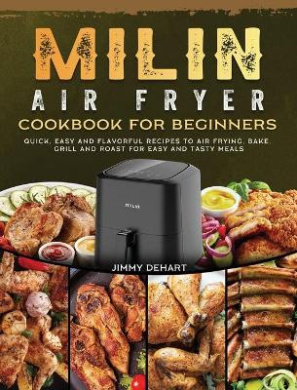 MILIN
AIR FRYER
COOKBOOK FOR BEGINNERS
QUICK, EASY AND FLAVORFUL RECIPES TO AIR FRYING, BAKE,
GRILL AND ROAST FOR EASY AND TASTY MEALS
MILIN
JIMMY DEHART